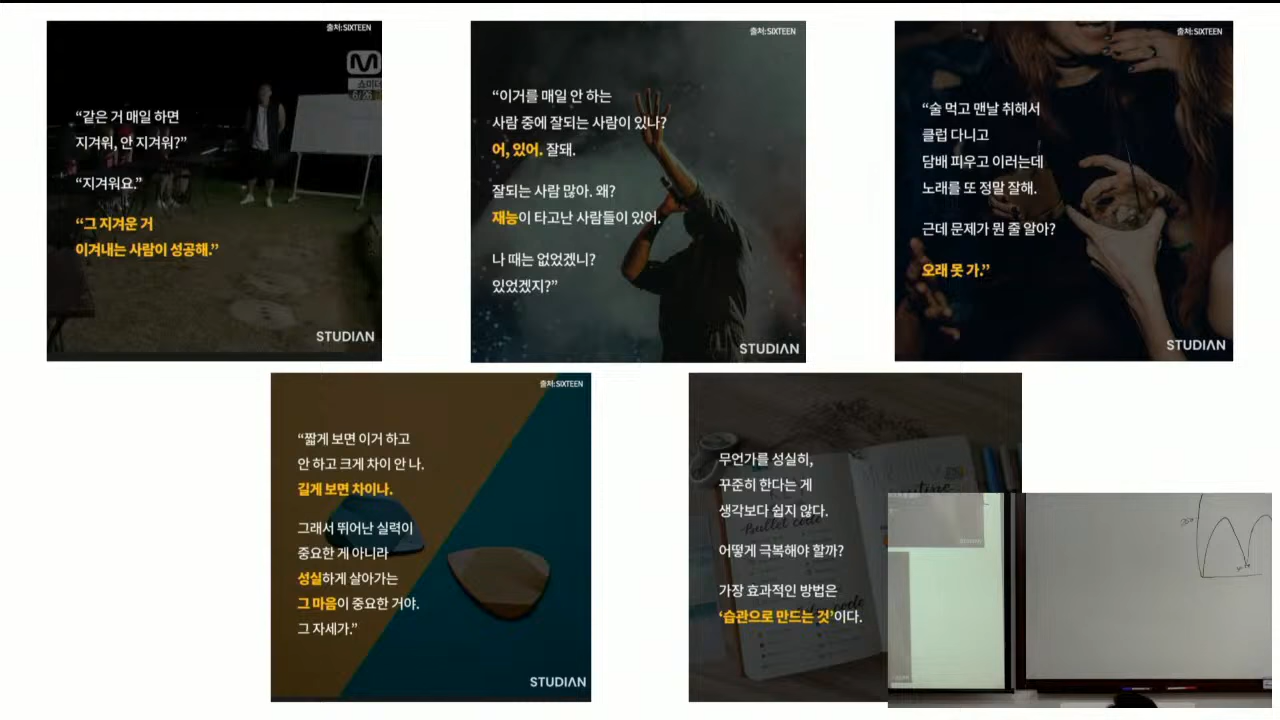 출처:SIXTEEN
“같은 거 매일 하면
지겨워, 안 지겨워?”
“지겨워요.”
“그 지겨운 거
이겨내는 사람이 성공해.”
STUDIAN
출처:SIXTEEN
“이거를 매일 안 하는
사람 중에 잘되는 사람이 있나?
어, 있어. 잘돼.
잘되는 사람 많아. 왜?
재능이 타고난 사람들이 있어.
나 때는 없었겠니?
있었겠지?”
STUDIAN
출처:SIXTEEN
“술 먹고 맨날 취해서
클럽 다니고
담배 피우고 이러는데
노래를 또 정말 잘해.
근데 문제가 뭔 줄 알아?
오래 못 가.”
STUDIAN
출처:SIXTEEN
“짧게 보면 이거 하고
안 하고 크게 차이 안 나.
길게 보면 차이나.
그래서 뛰어난 실력이
중요한 게 아니라
성실하게 살아가는
그 마음이 중요한 거야.
그 자세가.”
STUDIAN
무언가를 성실히,
꾸준히 한다는 게
생각보다 쉽지 않다.
어떻게 극복해야 할까?
가장 효과적인 방법은
‘습관으로 만드는 것’이다.
Bullet code